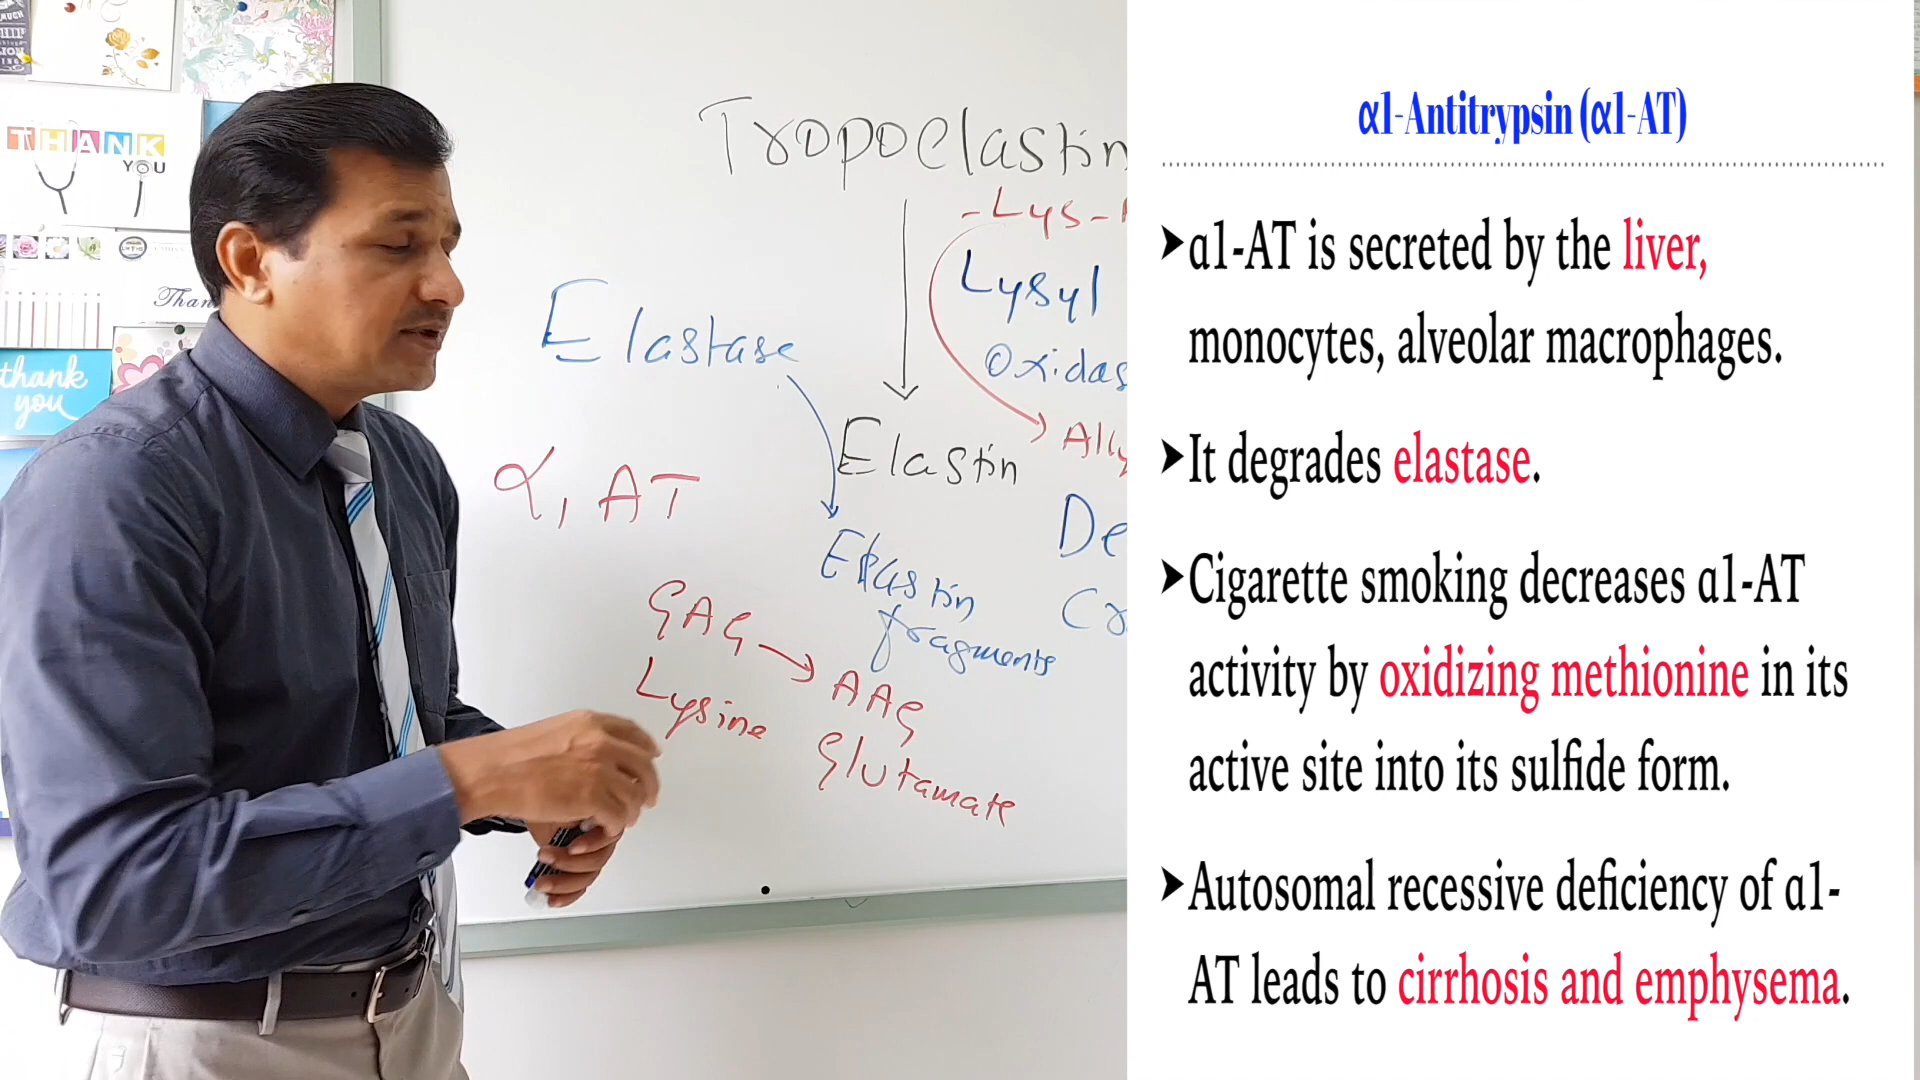 THANK
YOU
Than
thank
you
Tropoelastin
-Lys-
Lysyl
Oxidas
Elastase
Elastin
α1 AT
De
Elastin
fragments
GAG → AAG
Lysine
Glutamate
α1-Antitrypsin (α1-AT)
➤α1-AT is secreted by the liver,
monocytes, alveolar macrophages.
➤It degrades elastase.
➤Cigarette smoking decreases α1-AT
activity by oxidizing methionine in its
active site into its sulfide form.
➤Autosomal recessive deficiency of α1-
AT leads to cirrhosis and emphysema.